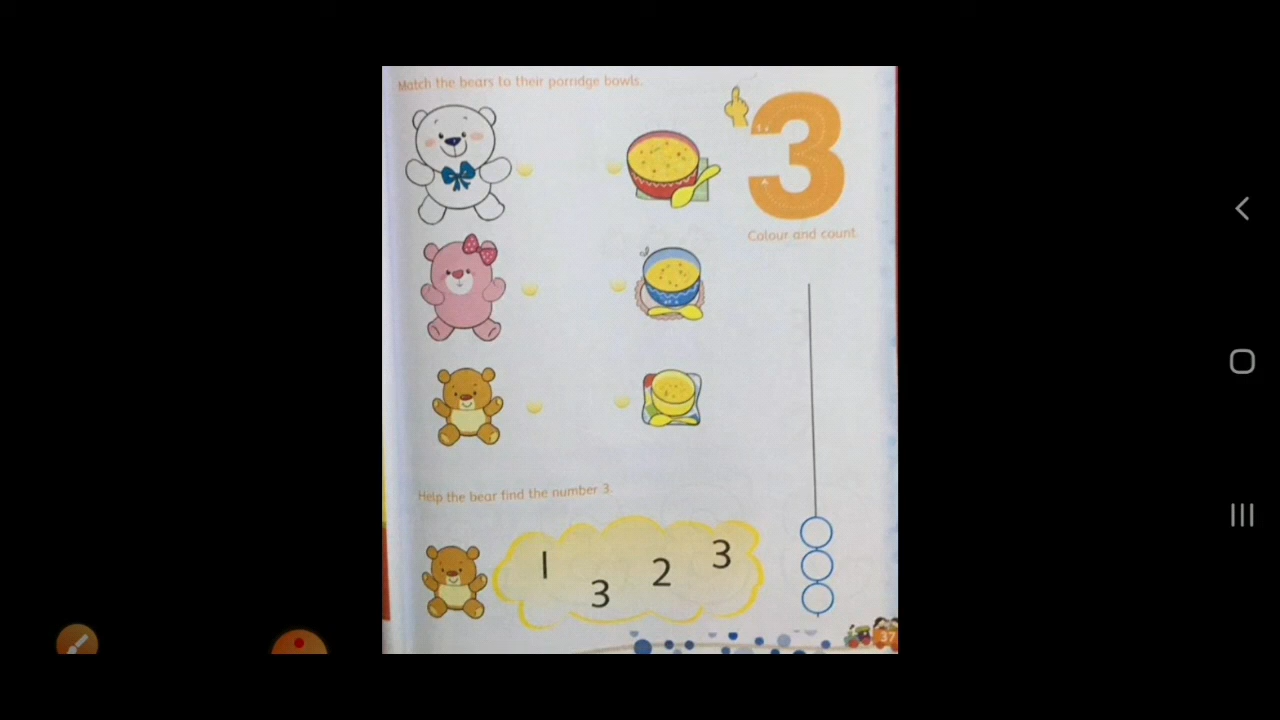 Match the bears to their porridge bowls.
3
Colour and count
Help the bear find the number 3.
1 3 2 3
37